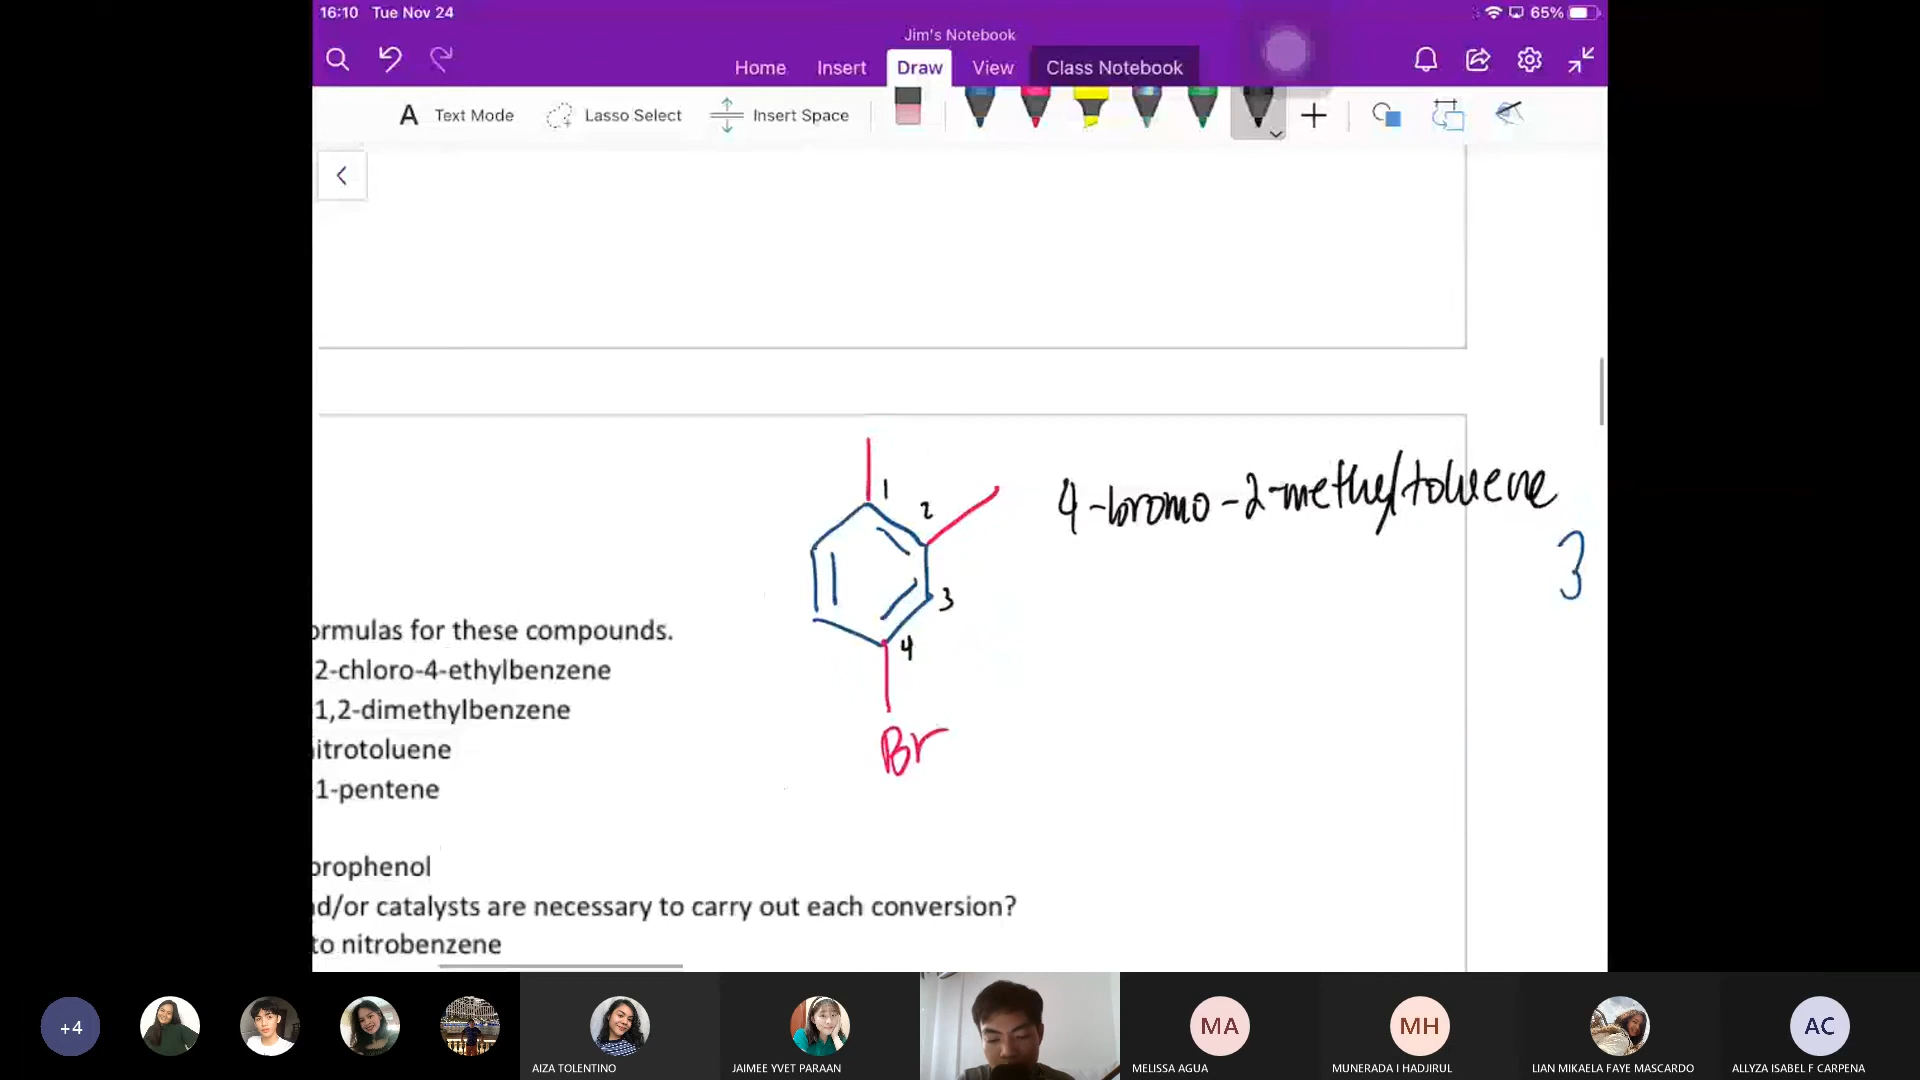 16:10 Tue Nov 24
65%
Jim's Notebook
Home Insert Draw View Class Notebook
A Text Mode Lasso Select Insert Space
1
2
4-bromo-2-methyltoluene
3
3
ormulas for these compounds.
4
2-chloro-4-ethylbenzene
-1,2-dimethylbenzene
itrotoluene
Br
-1-pentene
orophenol
nd/or catalysts are necessary to carry out each conversion?
to nitrobenzene
+4
AIZA TOLENTINO
JAIMEE YVET PARAAN
MA
MELISSA AGUA
MH
MUNERADA I HADJIRUL
LIAN MIKAELA FAYE MASCARDO
AC
ALLYZA ISABEL F CARPENA